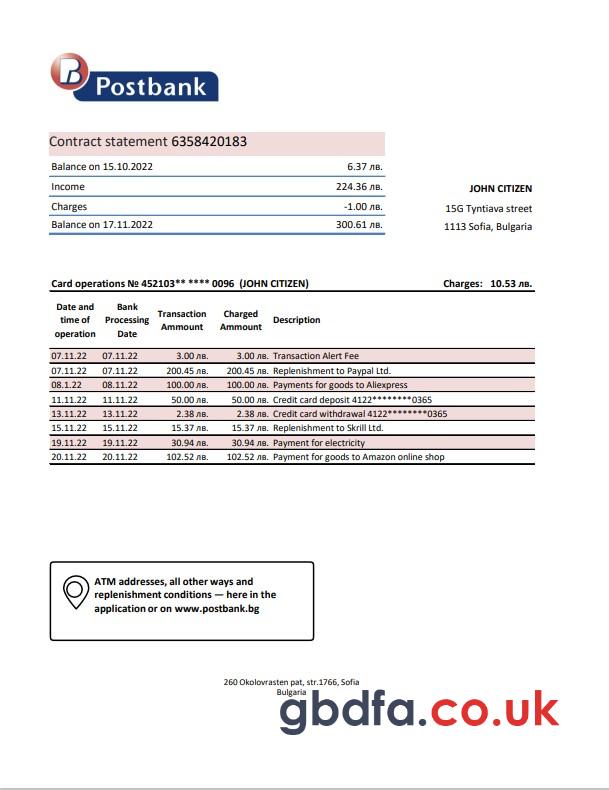 B Postbank
Contract statement 6358420183
Balance on 15.10.2022 6.37 лв.
Income 224.36 лв.
Charges -1.00 лв.
Balance on 17.11.2022 300.61 лв.
JOHN CITIZEN
15G Tyntiava street
1113 Sofia, Bulgaria
Card operations № 452103** **** 0096 (JOHN CITIZEN) Charges: 10.53 лв.
Date and time of operation Bank Processing Date Transaction Ammount Charged Ammount Description
07.11.22 07.11.22 3.00 лв. 3.00 лв. Transaction Alert Fee
07.11.22 07.11.22 200.45 лв. 200.45 лв. Replenishment to Paypal Ltd.
08.1.22 08.11.22 100.00 лв. 100.00 лв. Payments for goods to Aliexpress
11.11.22 11.11.22 50.00 лв. 50.00 лв. Credit card deposit 4122********0365
13.11.22 13.11.22 2.38 лв. 2.38 лв. Credit card withdrawal 4122********0365
15.11.22 15.11.22 15.37 лв. 15.37 лв. Replenishment to Skrill Ltd.
19.11.22 19.11.22 30.94 лв. 30.94 лв. Payment for electricity
20.11.22 20.11.22 102.52 лв. 102.52 лв. Payment for goods to Amazon online shop
ATM addresses, all other ways and
replenishment conditions — here in the
application or on www.postbank.bg
260 Okolovrasten pat, str.1766, Sofia
Bulgaria
gbdfa.co.uk